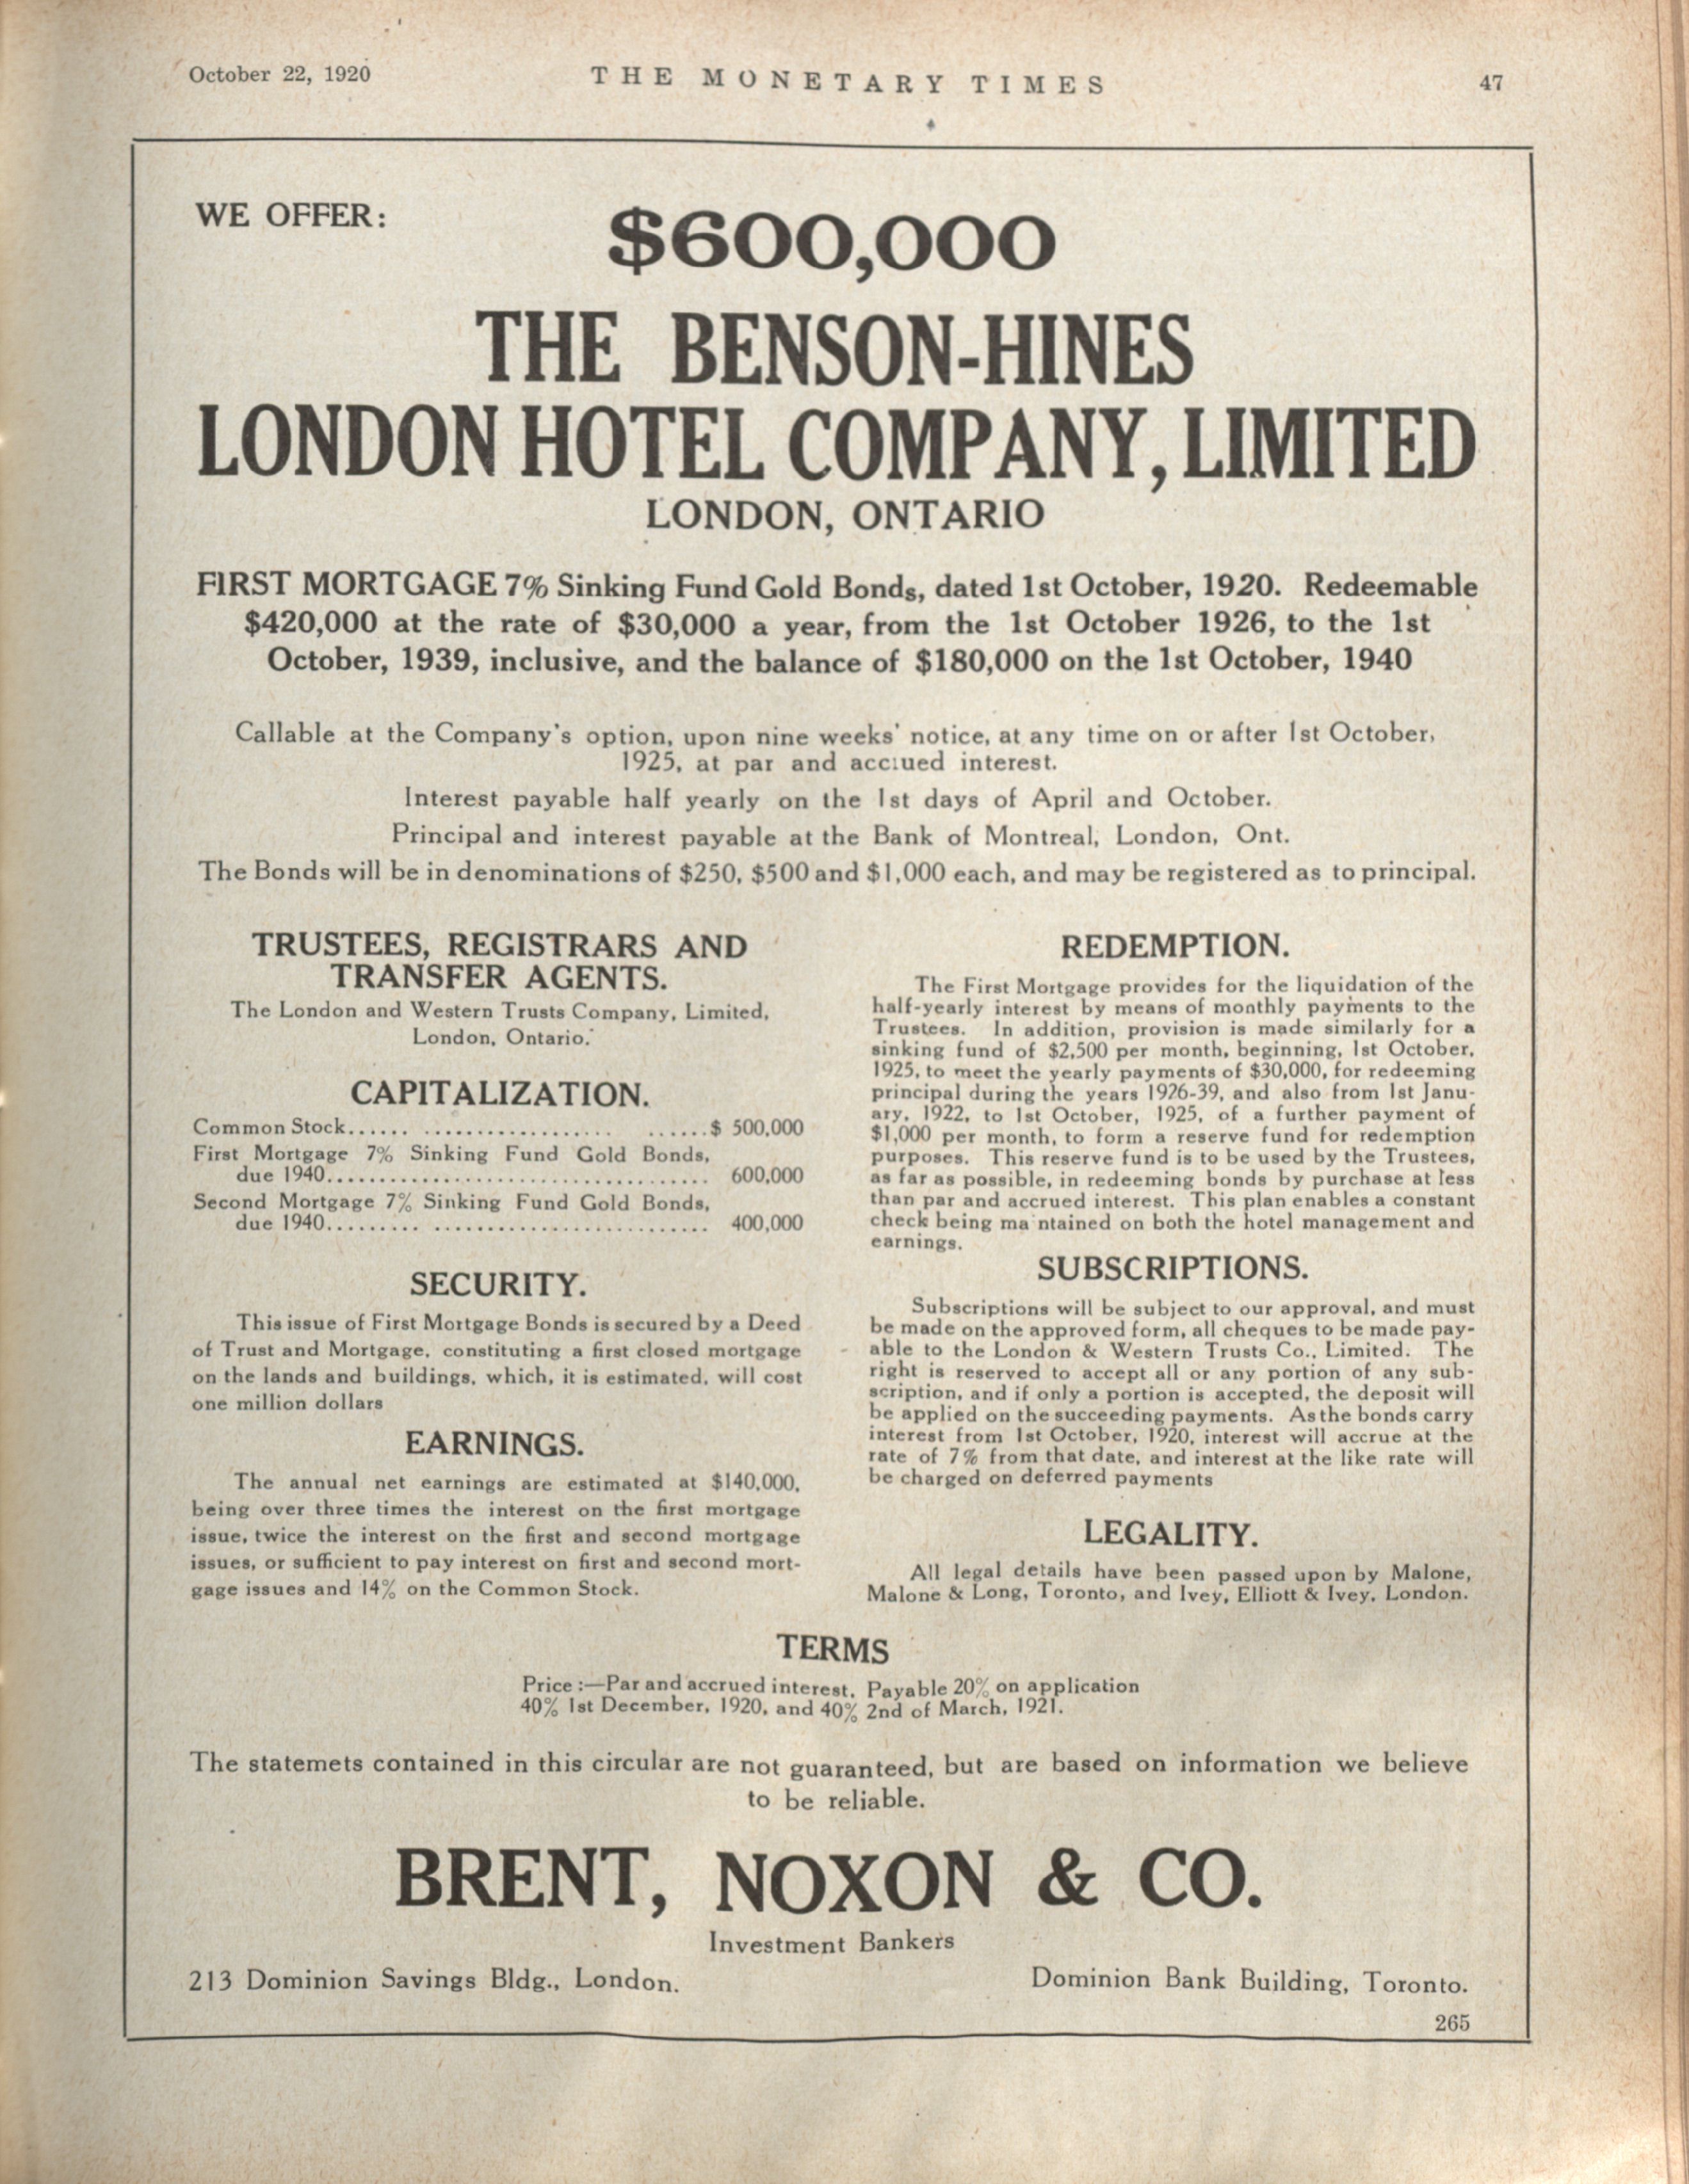 October 22, 1920
THE MONETARY TIMES
47
WE OFFER:
$600,000
THE BENSON-HINES
LONDON HOTEL COMPANY, LIMITED
LONDON, ONTARIO
FIRST MORTGAGE 7% Sinking Fund Gold Bonds, dated 1st October, 1920. Redeemable
$420,000 at the rate of $30,000 a year, from the 1st October 1926, to the 1st
October, 1939, inclusive, and the balance of $180,000 on the 1st October, 1940
Callable at the Company's option, upon nine weeks' notice, at any time on or after 1st October,
1925, at par and accrued interest.
Interest payable half yearly on the 1st days of April and October.
Principal and interest payable at the Bank of Montreal, London, Ont.
The Bonds will be in denominations of $250, $500 and $1,000 each, and may be registered as to principal.
TRUSTEES, REGISTRARS AND
TRANSFER AGENTS.
The London and Western Trusts Company, Limited,
London, Ontario.
CAPITALIZATION.
Common Stock...... .................. ......$ 500,000
First Mortgage 7% Sinking Fund Gold Bonds,
due 1940...................................... 600,000
Second Mortgage 7% Sinking Fund Gold Bonds,
due 1940......... ........................... 400,000
SECURITY.
This issue of First Mortgage Bonds is secured by a Deed
of Trust and Mortgage, constituting a first closed mortgage
on the lands and buildings, which, it is estimated, will cost
one million dollars
EARNINGS.
The annual net earnings are estimated at $140,000,
being over three times the interest on the first mortgage
issue, twice the interest on the first and second mortgage
issues, or sufficient to pay interest on first and second mort-
gage issues and 14% on the Common Stock.
REDEMPTION.
The First Mortgage provides for the liquidation of the
half-yearly interest by means of monthly payments to the
Trustees. In addition, provision is made similarly for a
sinking fund of $2,500 per month, beginning, 1st October,
1925, to meet the yearly payments of $30,000, for redeeming
principal during the years 1926-39, and also from 1st Janu-
ary, 1922, to 1st October, 1925, of a further payment of
$1,000 per month, to form a reserve fund for redemption
purposes. This reserve fund is to be used by the Trustees,
as far as possible, in redeeming bonds by purchase at less
than par and accrued interest. This plan enables a constant
check being ma ntained on both the hotel management and
earnings.
SUBSCRIPTIONS.
Subscriptions will be subject to our approval, and must
be made on the approved form, all cheques to be made pay-
able to the London & Western Trusts Co., Limited. The
right is reserved to accept all or any portion of any sub-
scription, and if only a portion is accepted, the deposit will
be applied on the succeeding payments. As the bonds carry
interest from 1st October, 1920, interest will accrue at the
rate of 7% from that date, and interest at the like rate will
be charged on deferred payments
LEGALITY.
All legal details have been passed upon by Malone,
Malone & Long, Toronto, and Ivey, Elliott & Ivey, London.
TERMS
Price :—Par and accrued interest. Payable 20% on application
40% 1st December, 1920, and 40% 2nd of March, 1921.
The statemets contained in this circular are not guaranteed, but are based on information we believe
to be reliable.
BRENT, NOXON & CO.
Investment Bankers
213 Dominion Savings Bldg., London.
Dominion Bank Building, Toronto.
265